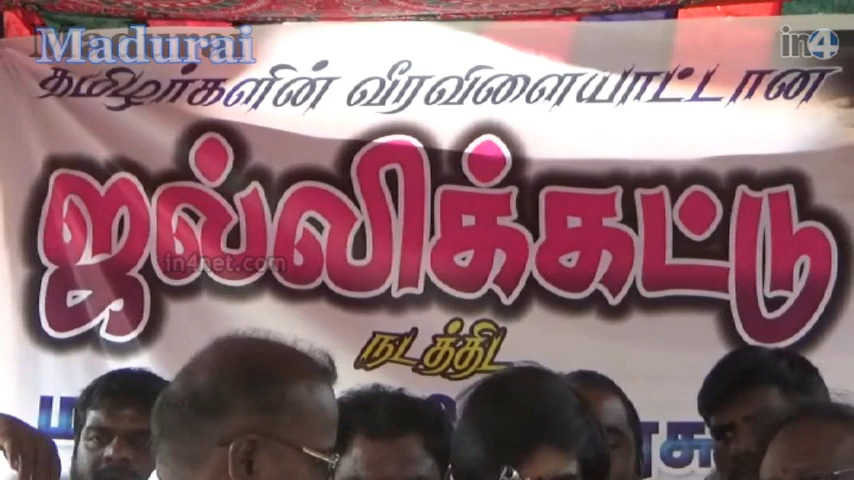 Madurai
in4
தமிழர்களின் வீரவிளையாட்டான
ஜல்லிக்கட்டு
in4net.com
நடத்திட